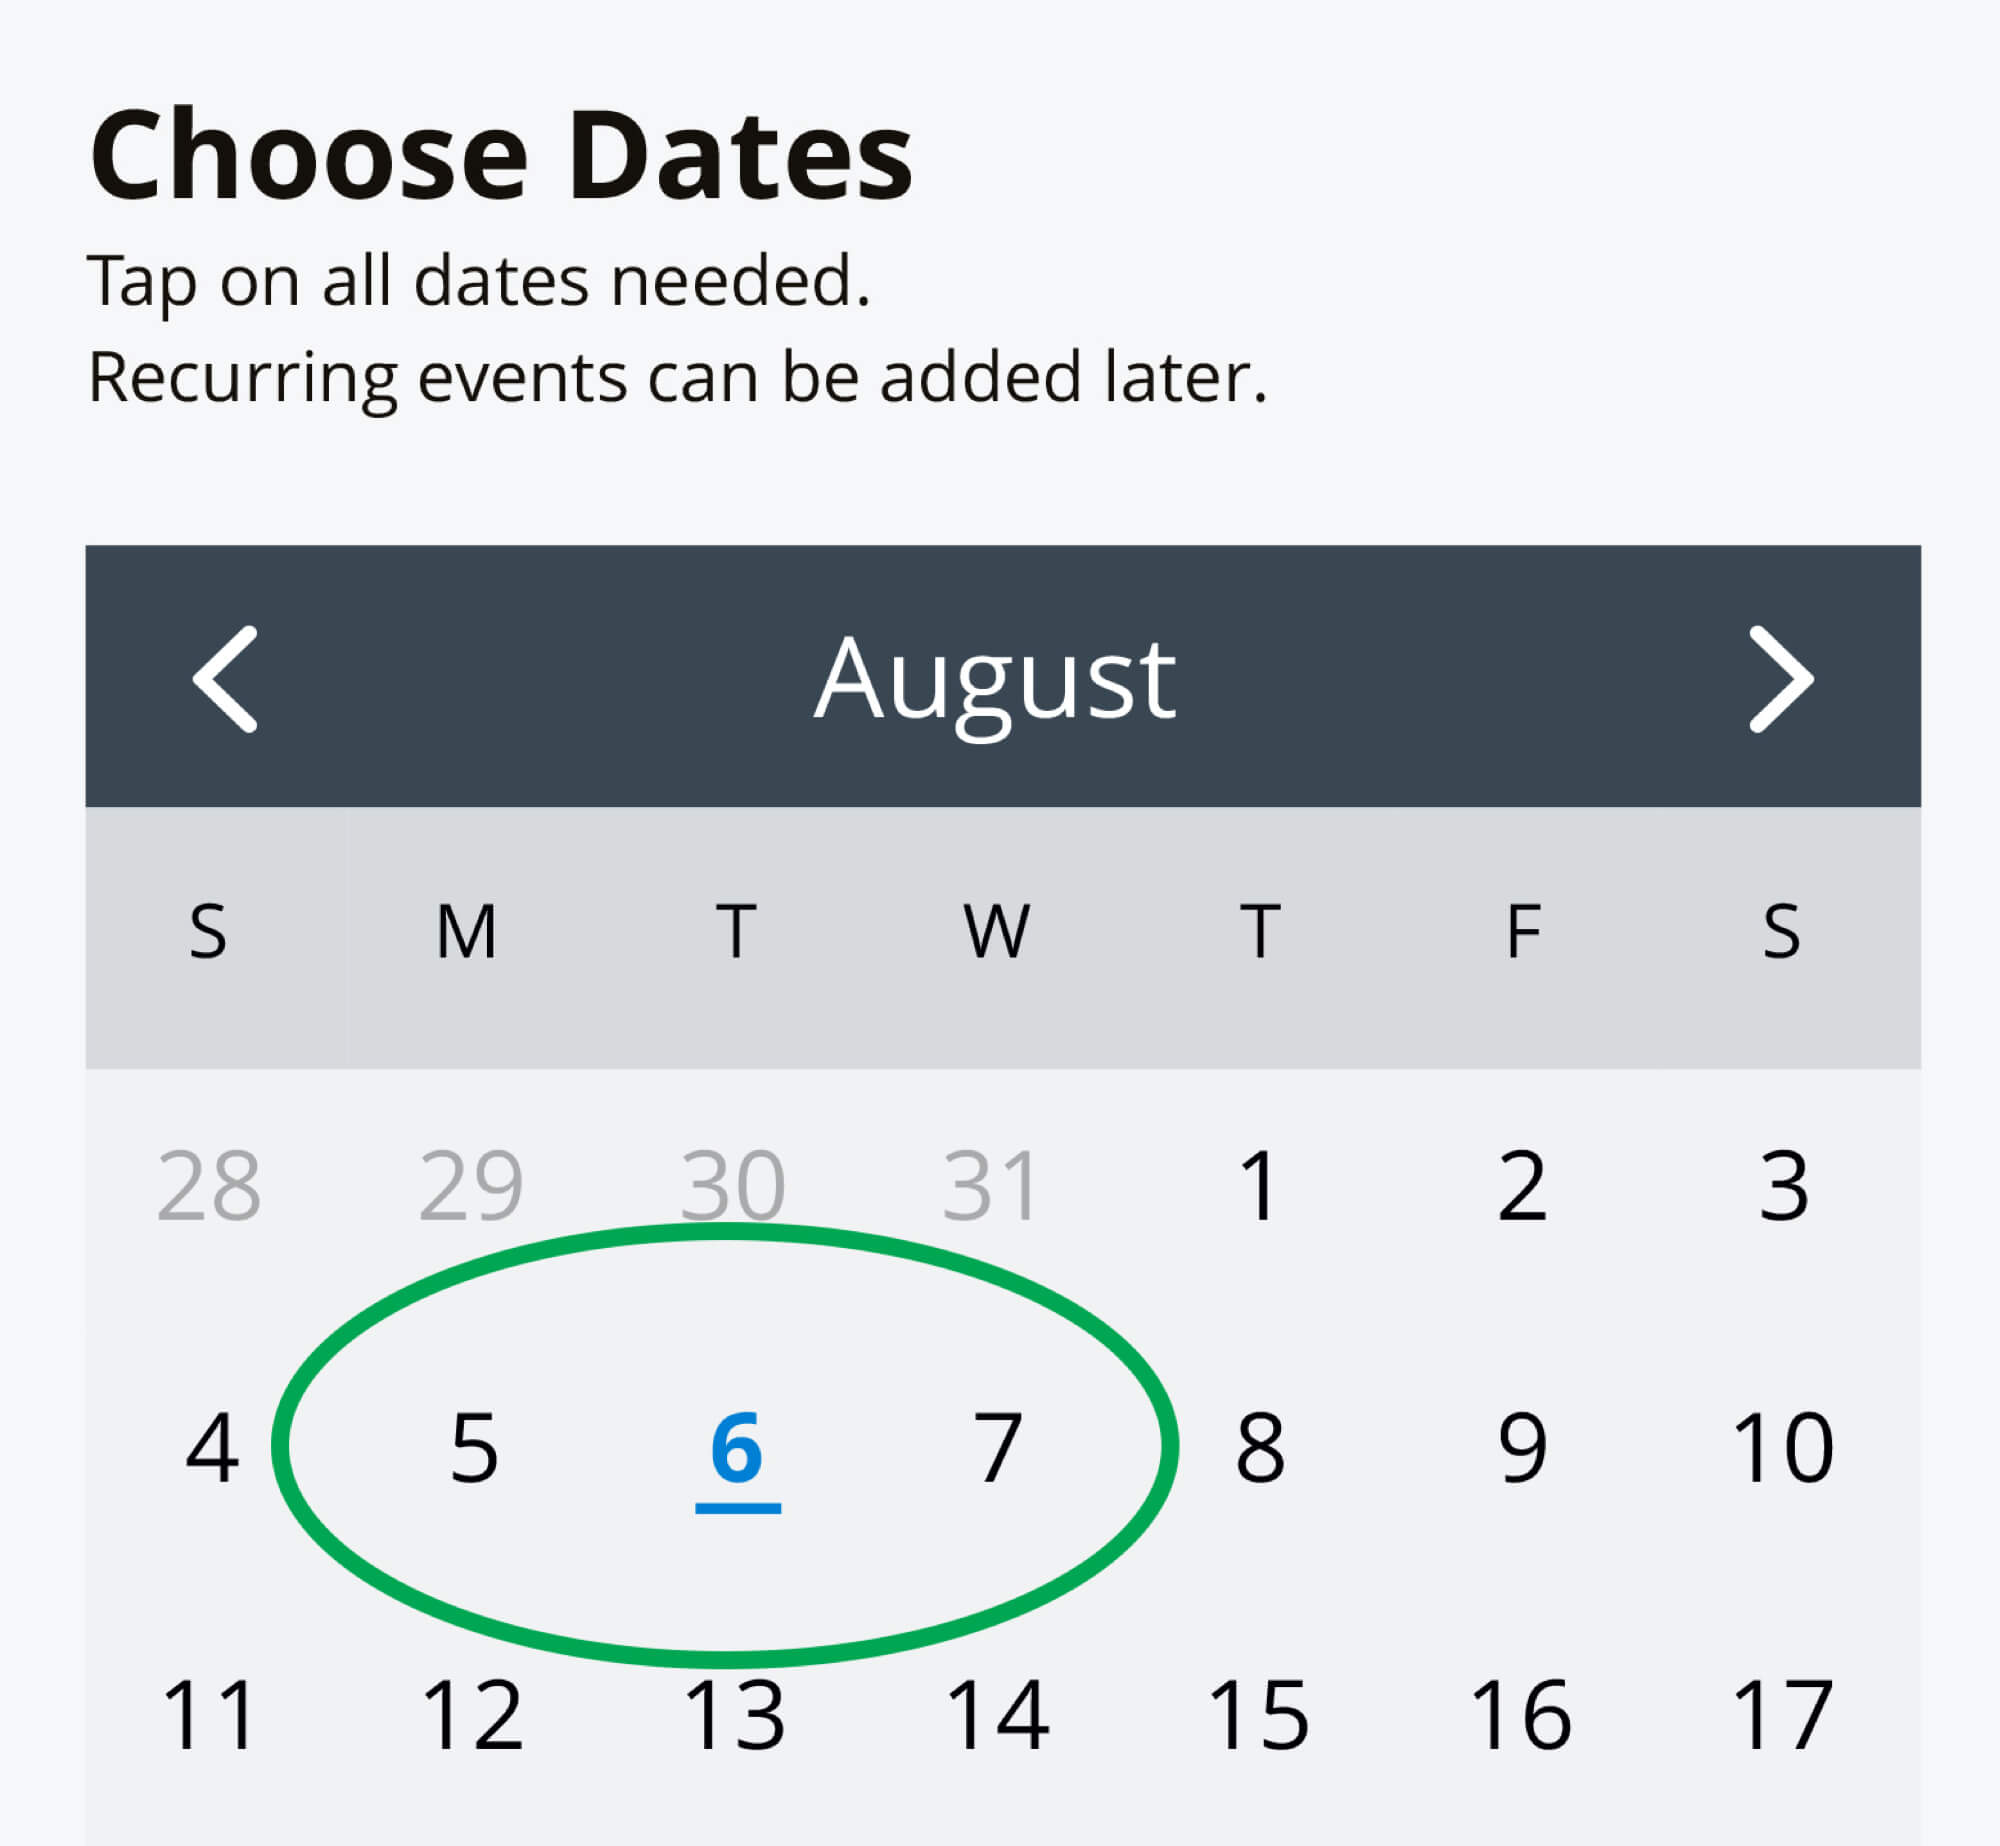 Choose Dates
Tap on all dates needed.
Recurring events can be added later.
August
S M T W T F S
28 29 30 31 1 2 3
4 5 6 7 8 9 10
11 12 13 14 15 16 17